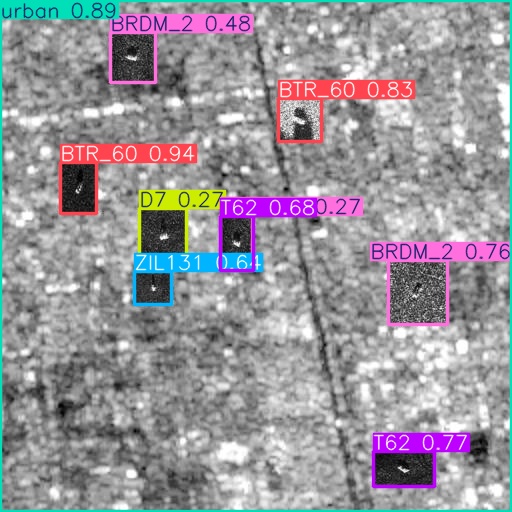 urban 0.89
BRDM_2 0.48
BTR_60 0.83
BTR_60 0.94
D7 0.27
T62 0.68
0.27
BRDM_2 0.76
ZIL131 0.64
T62 0.77